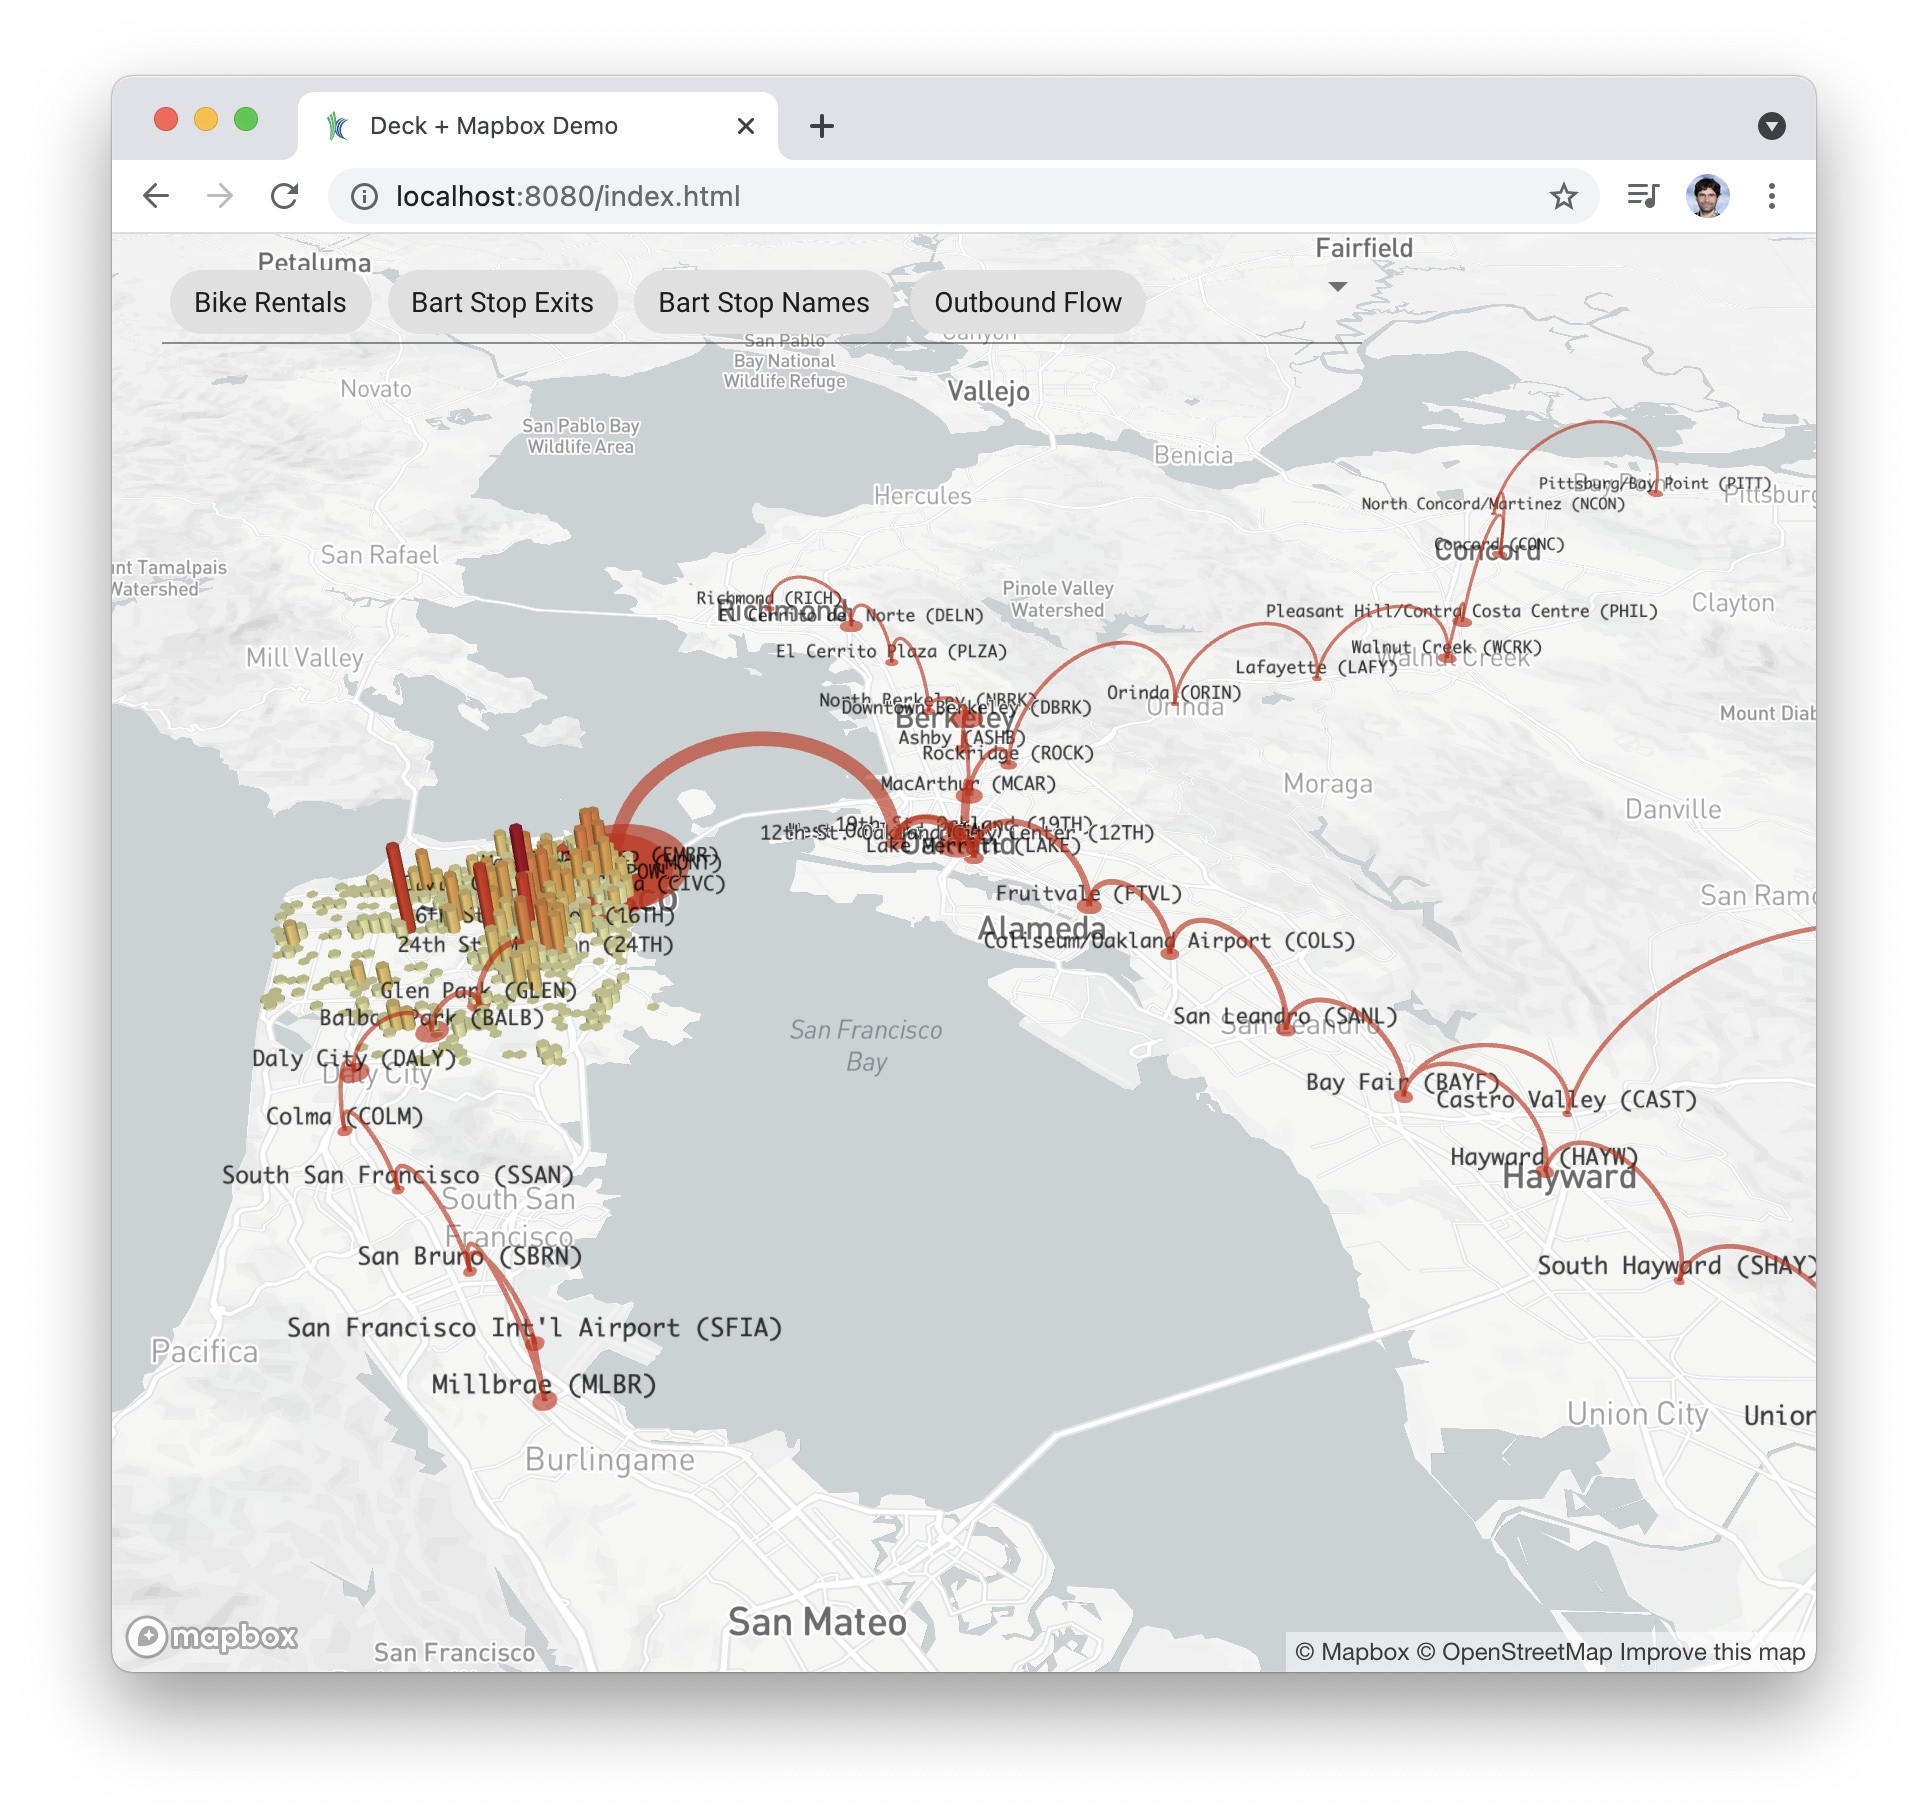 Deck + Mapbox Demo
localhost:8080/index.html
Petaluma
Fairfield
Bike Rentals
Bart Stop Exits
Bart Stop Names
Outbound Flow
Canyon
San Pablo
Bay National
Wildlife Refuge
Novato
Vallejo
San Pablo Bay
Wildlife Area
Benicia
Hercules
Pittsburg/Bay Point (PITT)
Pittsburg
North Concord/Martinez (NCON)
Concord (CONC)
Concord
San Rafael
Tamalpais
Watershed
Pinole Valley
Watershed
Richmond (RICH)
Richmond
El Cerrito del Norte (DELN)
Clayton
Pleasant Hill/Contra Costa Centre (PHIL)
El Cerrito Plaza (PLZA)
Mill Valley
Walnut Creek (WCRK)
Walnut Creek
Lafayette (LAFY)
Orinda (ORIN)
Orinda
North Berkeley (NBRK)
Downtown Berkeley (DBRK)
Berkeley
Mount
Ashby (ASHB)
Rockridge (ROCK)
MacArthur (MCAR)
Moraga
Danville
19th St. Oakland (19TH)
12th St. Oakland City Center (12TH)
Lake Merritt (LAKE)
Oakland
(EMBR)
(MONT)
(CIVC)
(16TH)
24th St (24TH)
Fruitvale (FTVL)
San
Alameda
Coliseum/Oakland Airport (COLS)
Glen Park (GLEN)
Balboa Park (BALB)
San Leandro (SANL)
San Leandro
San Francisco
Bay
Daly City (DALY)
Daly City
Bay Fair (BAYF)
Castro Valley (CAST)
Colma (COLM)
Hayward (HAYW)
Hayward
South San Francisco (SSAN)
South San
Francisco
San Bruno (SBRN)
South Hayward (SHAY)
San Francisco Int'l Airport (SFIA)
Pacifica
Millbrae (MLBR)
Union City
Union
Burlingame
San Mateo
mapbox
San Francisco
© Mapbox © OpenStreetMap Improve this map